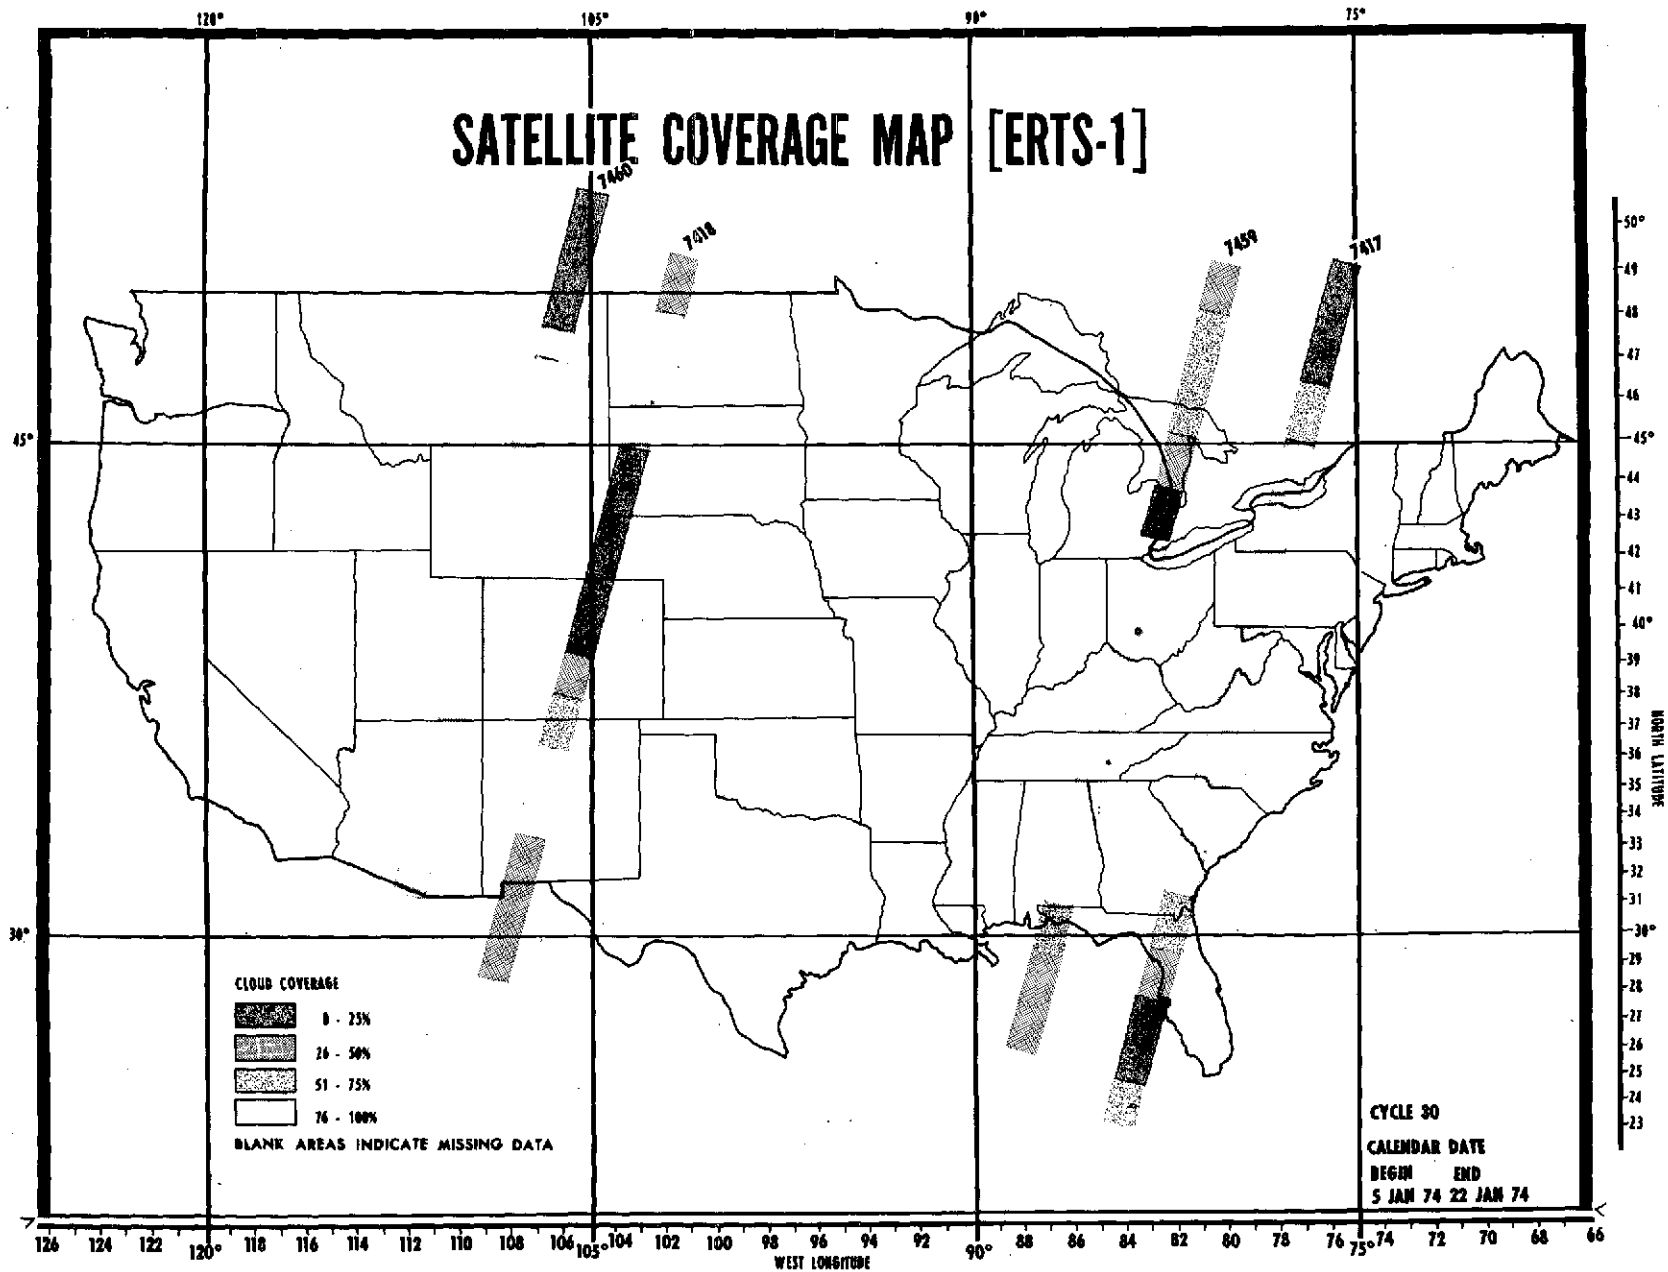 120° 105° 90° 75°
SATELLITE COVERAGE MAP [ERTS-1]
7460
7418
7459
7417
50°
49
48
47
46
45°
45°
44
43
42
41
40°
39
38
37
36
35
34
33
32
31
30°
30°
29
28
27
26
25
24
23
NORTH LATITUDE
CLOUD COVERAGE
0 - 25%
26 - 50%
51 - 75%
76 - 100%
BLANK AREAS INDICATE MISSING DATA
CYCLE 30
CALENDAR DATE
BEGIN END
5 JAN 74 22 JAN 74
126 124 122 120° 118 116 114 112 110 108 106 105° 104 102 100 98 96 94 92 90° 88 86 84 82 80 78 76 75° 74 72 70 68 66
WEST LONGITUDE